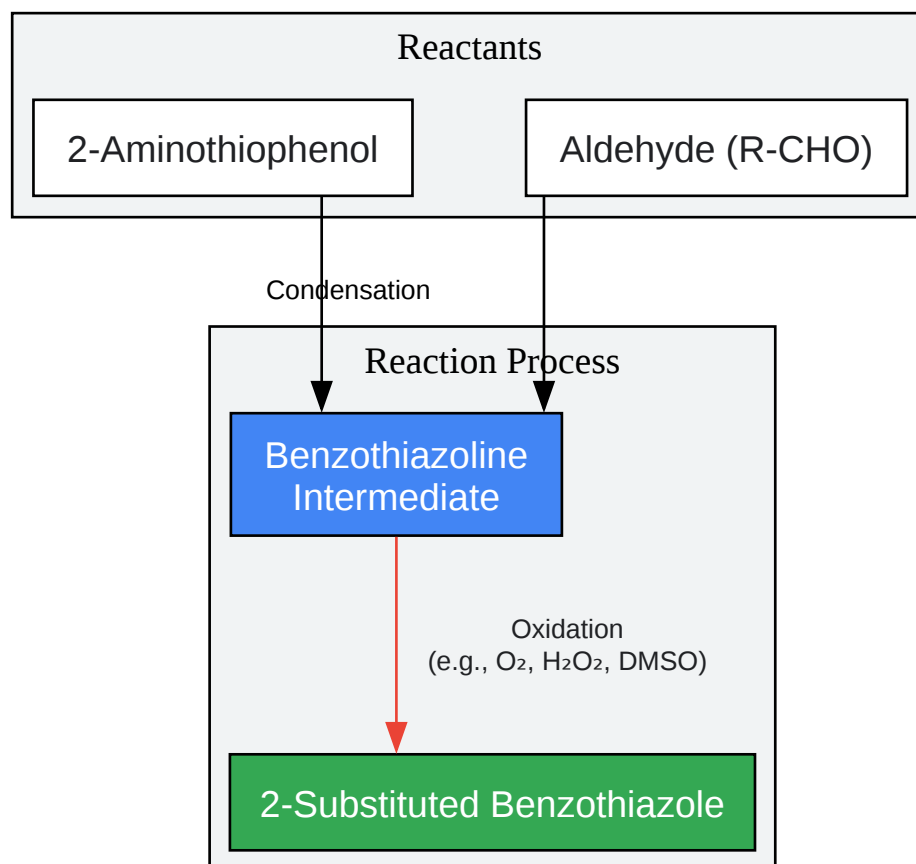 Reactants
2-Aminothiophenol
Aldehyde (R-CHO)
Condensation
Reaction Process
Benzothiazoline
Intermediate
Oxidation
(e.g., O₂, H₂O₂, DMSO)
2-Substituted Benzothiazole